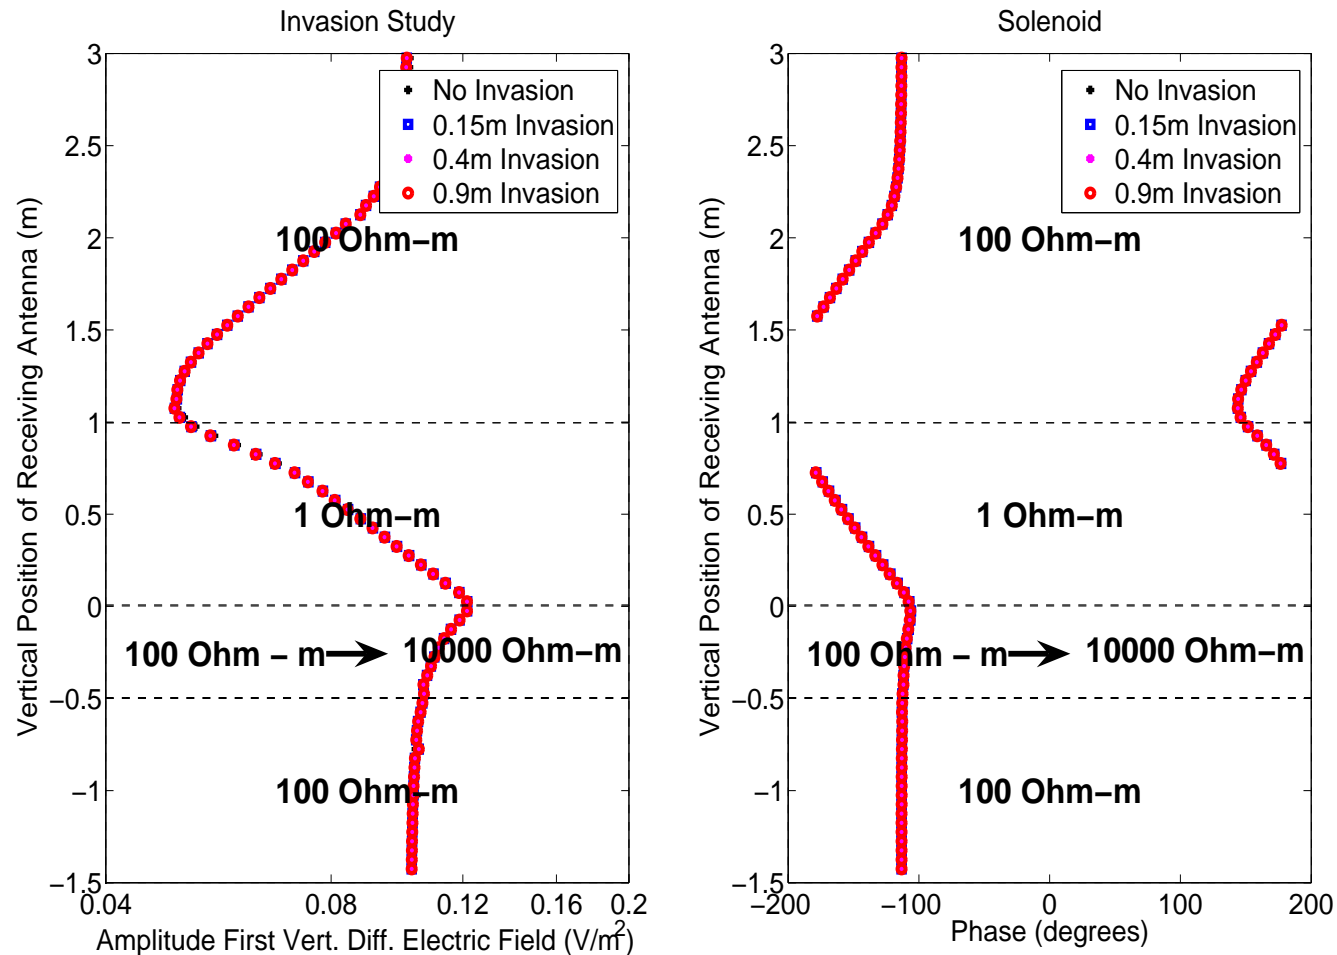 Invasion Study
3
2.5
2
1.5
1
0.5
0
−0.5
−1
−1.5
0.04
0.08
0.12
0.16
0.2
Vertical Position of Receiving Antenna (m)
Amplitude First Vert. Diff. Electric Field (V/m²)
No Invasion
0.15m Invasion
0.4m Invasion
0.9m Invasion
100 Ohm−m
1 Ohm−m
100 Ohm − m
10000 Ohm−m
100 Ohm−m
Solenoid
3
2.5
2
1.5
1
0.5
0
−0.5
−1
−1.5
−200
−100
0
100
200
Vertical Position of Receiving Antenna (m)
Phase (degrees)
No Invasion
0.15m Invasion
0.4m Invasion
0.9m Invasion
100 Ohm−m
1 Ohm−m
100 Ohm − m
10000 Ohm−m
100 Ohm−m